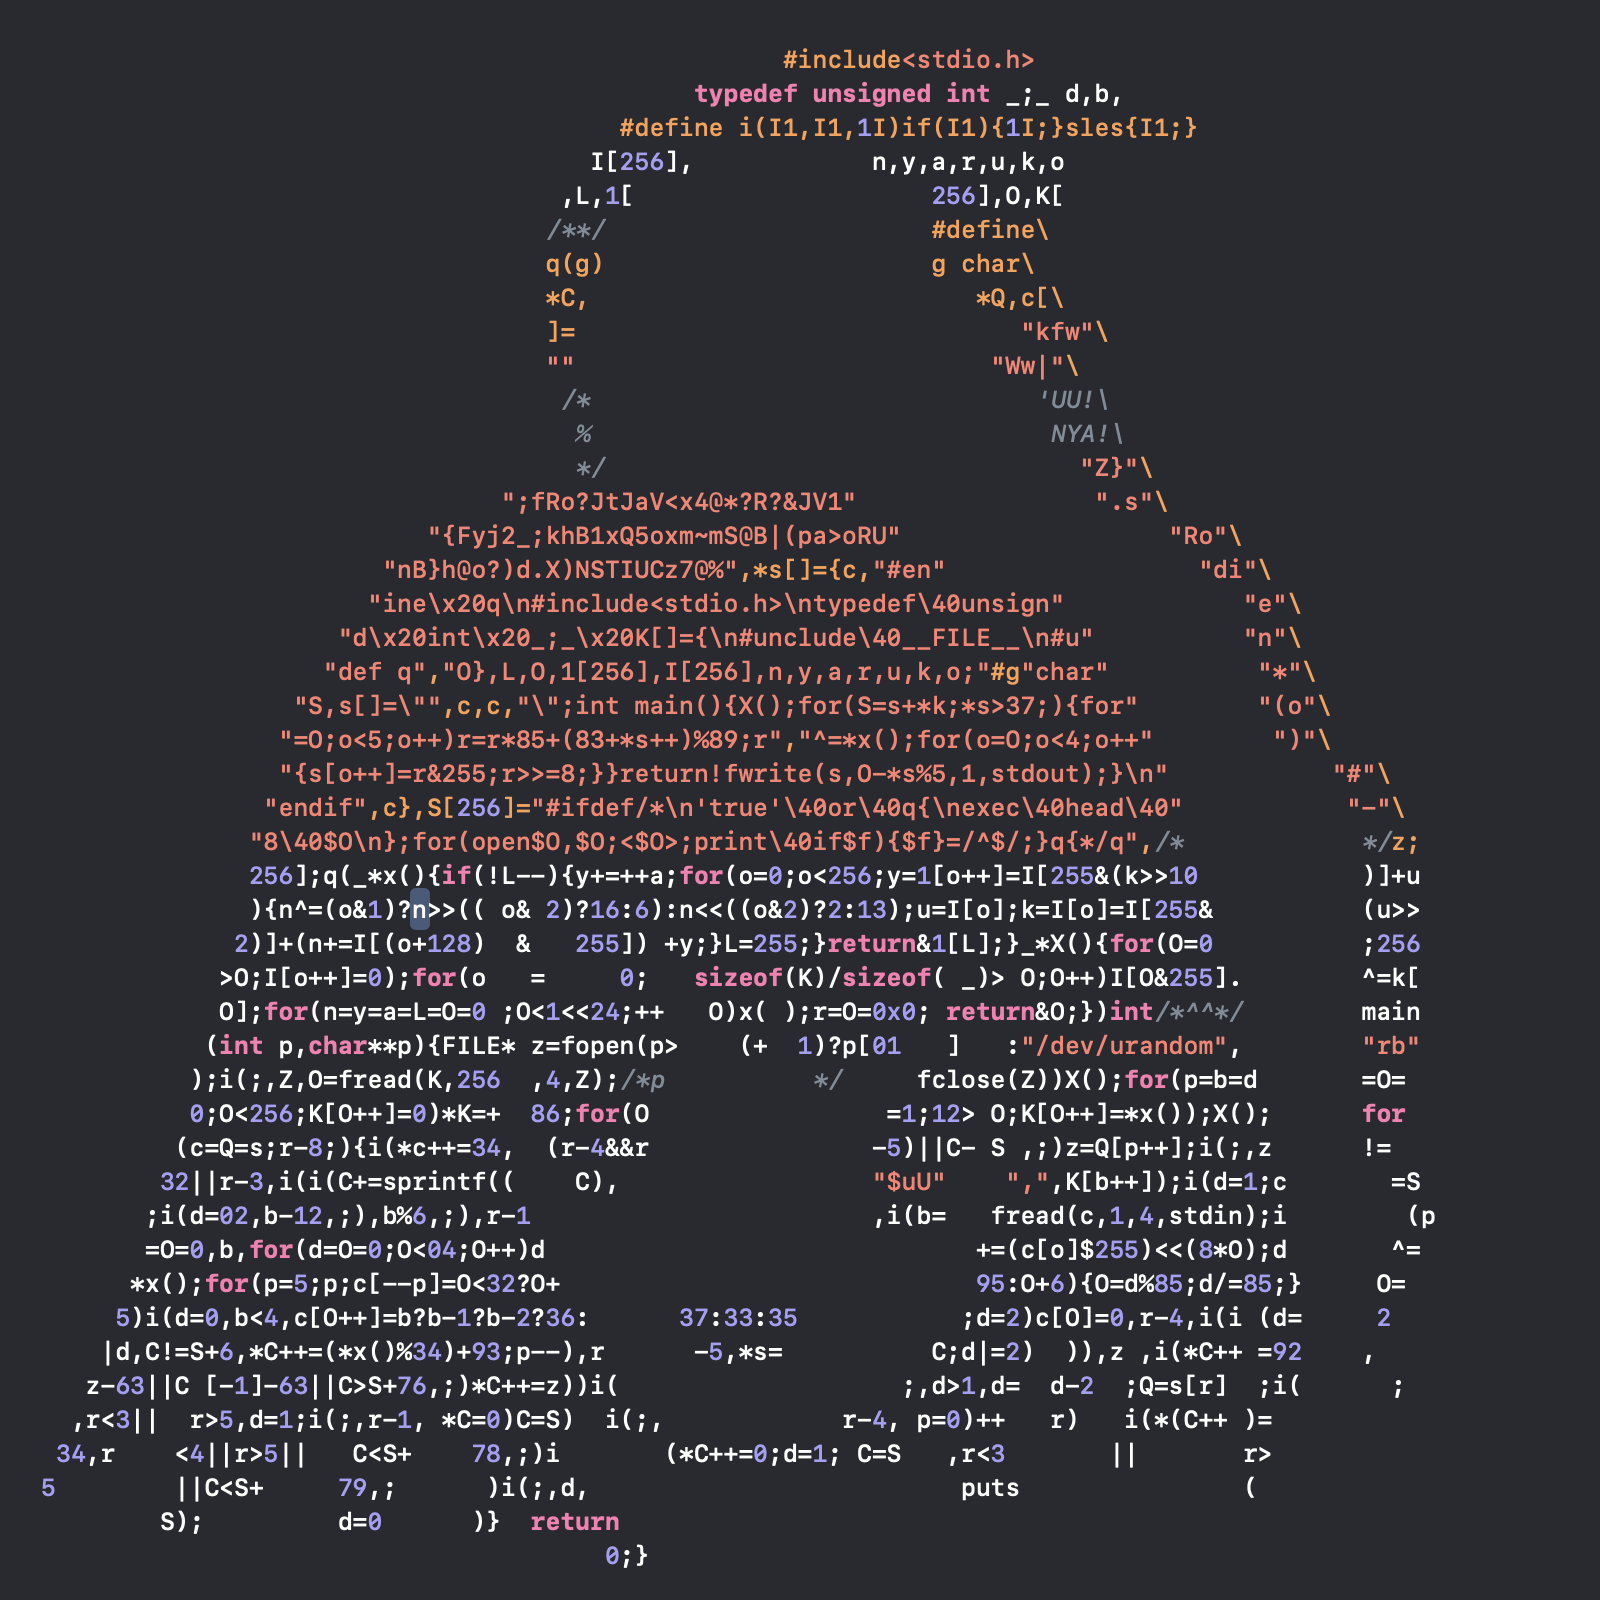 #include<stdio.h>
typedef unsigned int _;_ d,b,
#define i(I1,I1,1I)if(I1){1I;}sles{I1;}
I[256], n,y,a,r,u,k,o
,L,1[ 256],O,K[
/**/ #define\
q(g) g char\
*C, *Q,c[\
]= "kfw"\
"" "Ww|"\
/* 'UU!\
% NYA!\
*/ "Z}"\
";fRo?JtJaV<x4@*?R?&JV1" ".s"\
"{Fyj2_;khB1xQ5oxm~mS@B|(pa>oRU" "Ro"\
"nB}h@o?)d.X)NSTIUCz7@%",*s[]={c,"#en" "di"\
"ine\x20q\n#include<stdio.h>\ntypedef\40unsign" "e"\
"d\x20int\x20_;_\x20K[]={\n#unclude\40__FILE__\n#u" "n"\
"def q","O},L,O,1[256],I[256],n,y,a,r,u,k,o;"#g"char" "*"\
"S,s[]=\"",c,c,"\";int main(){X();for(S=s+*k;*s>37;){for" "(o"\
"=O;o<5;o++)r=r*85+(83+*s++)%89;r","^=*x();for(o=O;o<4;o++" ")"\
"{s[o++]=r&255;r>>=8;}}return!fwrite(s,O-*s%5,1,stdout);}\n" "#"\
"endif",c},S[256]="#ifdef/*\n'true'\40or\40q{\nexec\40head\40" "-"\
"8\40$O\n};for(open$O,$O;<$O>;print\40if$f){$f}=/^$/;}q{*/q",/* */z;
256];q(_*x(){if(!L--){y+=++a;for(o=0;o<256;y=1[o++]=I[255&(k>>10 )]+u
){n^=(o&1)?n>>(( o& 2)?16:6):n<<((o&2)?2:13);u=I[o];k=I[o]=I[255& (u>>
2)]+(n+=I[(o+128) & 255]) +y;}L=255;}return&1[L];}_*X(){for(O=0 ;256
>O;I[o++]=0);for(o = 0; sizeof(K)/sizeof( _)> O;O++)I[O&255]. ^=k[
O];for(n=y=a=L=O=0 ;O<1<<24;++ O)x( );r=O=0x0; return&O;})int/*^^*/ main
(int p,char**p){FILE* z=fopen(p> (+ 1)?p[01 ] :"/dev/urandom", "rb"
);i(;,Z,O=fread(K,256 ,4,Z);/*p */ fclose(Z))X();for(p=b=d =O=
0;O<256;K[O++]=0)*K=+ 86;for(O =1;12> O;K[O++]=*x());X(); for
(c=Q=s;r-8;){i(*c++=34, (r-4&&r -5)||C- S ,;)z=Q[p++];i(;,z !=
32||r-3,i(i(C+=sprintf(( C), "$uU" ",",K[b++]);i(d=1;c =S
;i(d=02,b-12,;),b%6,;),r-1 ,i(b= fread(c,1,4,stdin);i (p
=O=0,b,for(d=O=0;O<04;O++)d +=(c[o]$255)<<(8*O);d ^=
*x();for(p=5;p;c[--p]=O<32?O+ 95:O+6){O=d%85;d/=85;} O=
5)i(d=0,b<4,c[O++]=b?b-1?b-2?36: 37:33:35 ;d=2)c[O]=0,r-4,i(i (d= 2
|d,C!=S+6,*C++=(*x()%34)+93;p--),r -5,*s= C;d|=2) )),z ,i(*C++ =92 ,
z-63||C [-1]-63||C>S+76,;)*C++=z))i( ;,d>1,d= d-2 ;Q=s[r] ;i( ;
,r<3|| r>5,d=1;i(;,r-1, *C=0)C=S) i(;, r-4, p=0)++ r) i(*(C++ )=
34,r <4||r>5|| C<S+ 78,;)i (*C++=0;d=1; C=S ,r<3 || r>
5 ||C<S+ 79,; )i(;,d, puts (
S); d=0 )} return
0;}